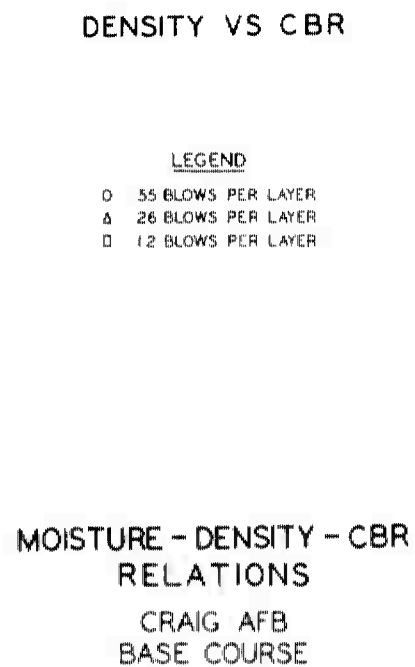 DENSITY VS CBR
LEGEND
O 55 BLOWS PER LAYER
Δ 26 BLOWS PER LAYER
□ 12 BLOWS PER LAYER
MOISTURE - DENSITY - CBR
RELATIONS
CRAIG AFB
BASE COURSE